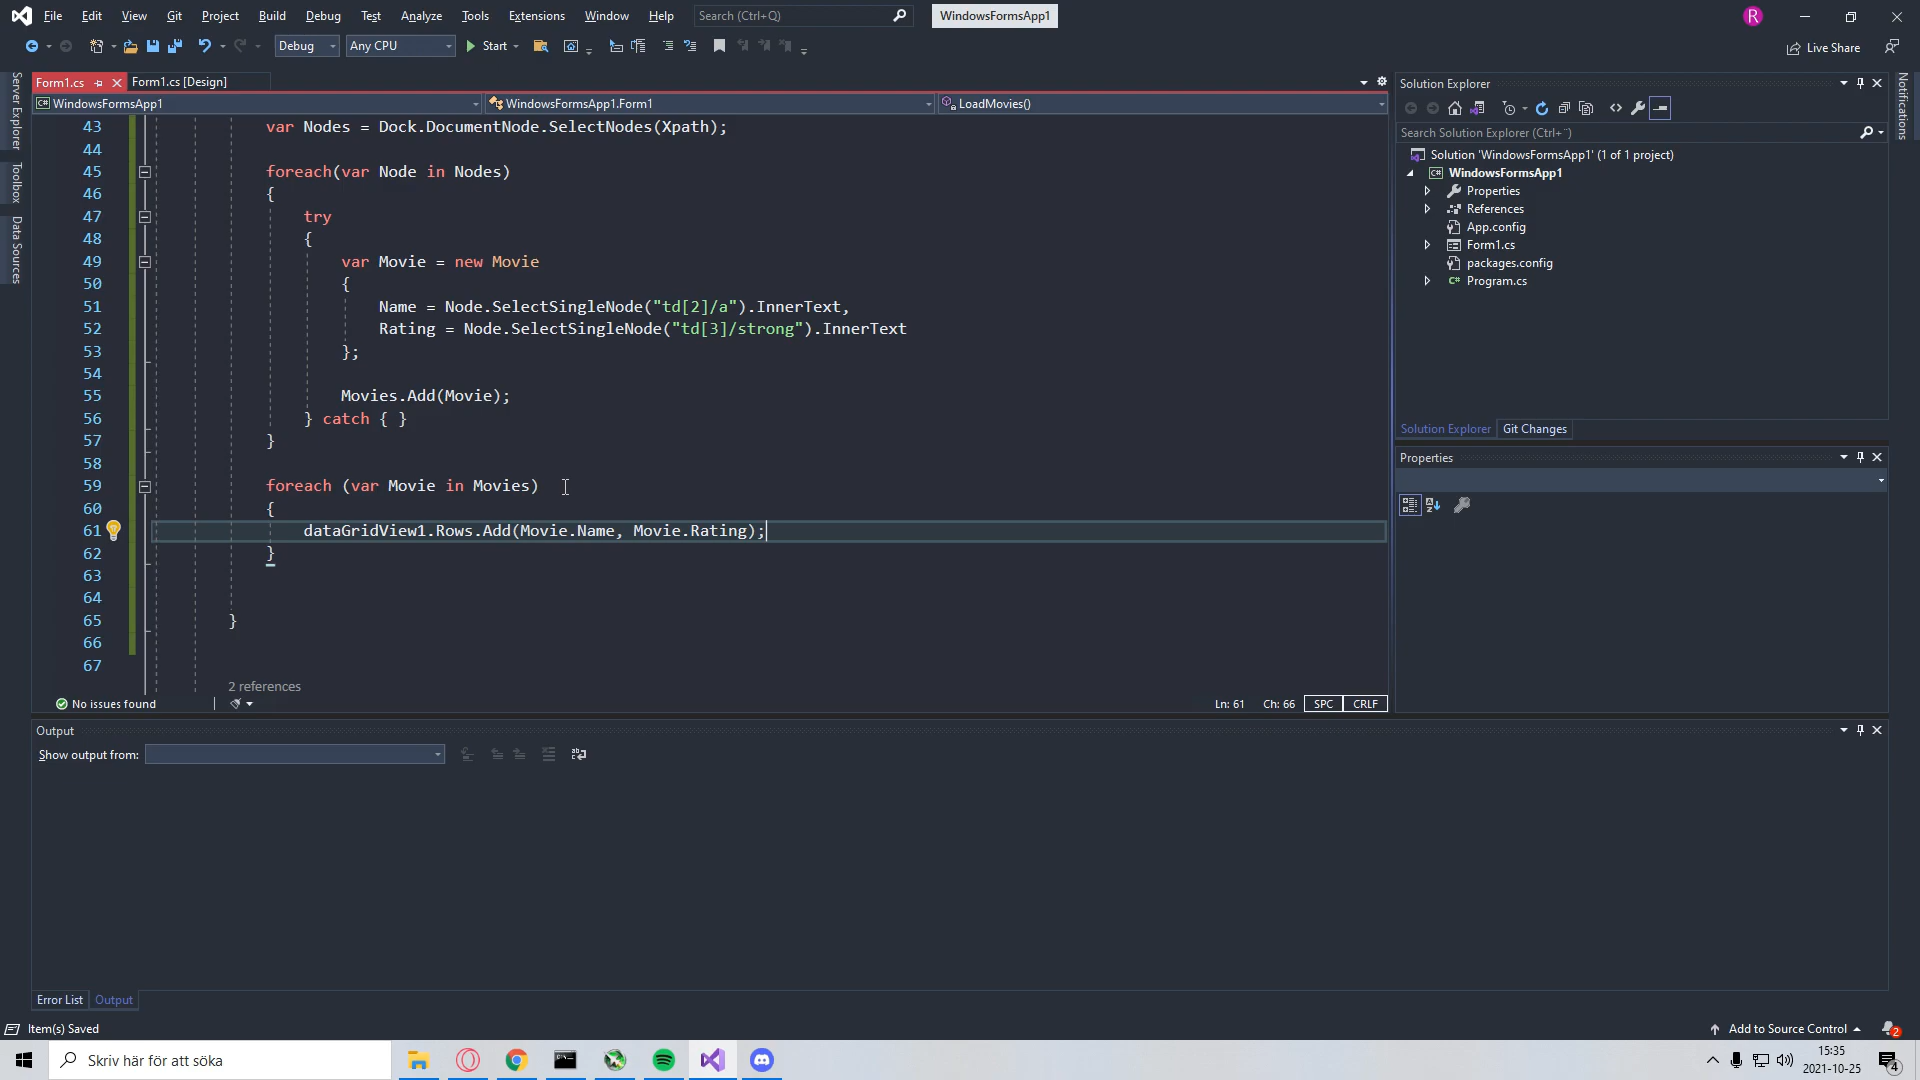 File Edit View Git Project Build Debug Test Analyze Tools Extensions Window Help Search (Ctrl+Q) WindowsFormsApp1 R
Debug Any CPU Start Live Share
Form1.cs Form1.cs [Design]
WindowsFormsApp1 WindowsFormsApp1.Form1 LoadMovies()
Server Explorer
Toolbox
Data Sources
43 var Nodes = Dock.DocumentNode.SelectNodes(Xpath);
44
45 foreach(var Node in Nodes)
46 {
47 try
48 {
49 var Movie = new Movie
50 {
51 Name = Node.SelectSingleNode("td[2]/a").InnerText,
52 Rating = Node.SelectSingleNode("td[3]/strong").InnerText
53 };
54
55 Movies.Add(Movie);
56 } catch { }
57 }
58
59 foreach (var Movie in Movies)
60 {
61 dataGridView1.Rows.Add(Movie.Name, Movie.Rating);
62 }
63
64
65 }
66
67
2 references
No issues found Ln: 61 Ch: 66 SPC CRLF
Solution Explorer
Search Solution Explorer (Ctrl+¨)
Solution 'WindowsFormsApp1' (1 of 1 project)
C# WindowsFormsApp1
Properties
References
App.config
Form1.cs
packages.config
C# Program.cs
Solution Explorer Git Changes
Properties
Notifications
Output
Show output from:
Error List Output
Item(s) Saved Add to Source Control 2
Skriv här för att söka
15:35
2021-10-25
4